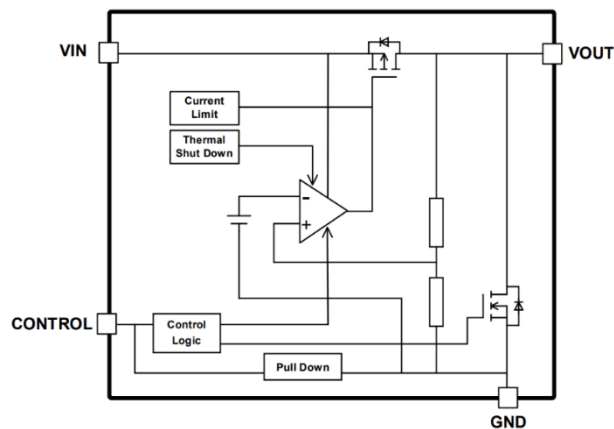 VIN
VOUT
Current
Limit
Thermal
Shut Down
-
+
CONTROL
Control
Logic
Pull Down
GND